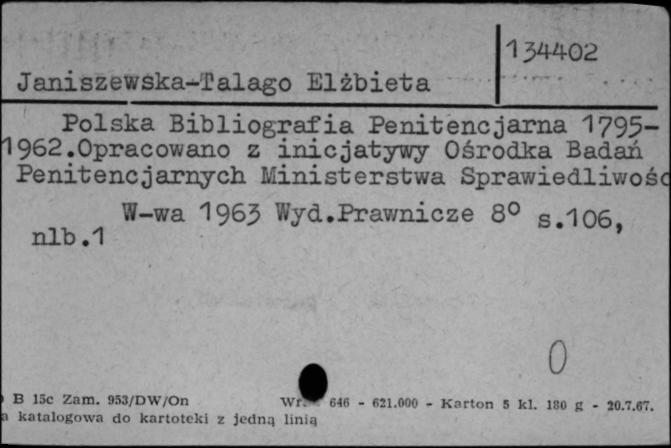 134402
Janiszewska-Talago Elżbieta
Polska Bibliografia Penitencjarna 1795-
1962.Opracowano z inicjatywy Ośrodka Badań
Penitencjarnych Ministerstwa Sprawiedliwośc
W-wa 1963 Wyd.Prawnicze 8° s.106,
nlb.1
0
B 15c Zam. 953/DW/On Wr. 646 - 621.000 - Karton 5 kl. 180 g - 20.7.67.
a katalogowa do kartoteki z jedną linią